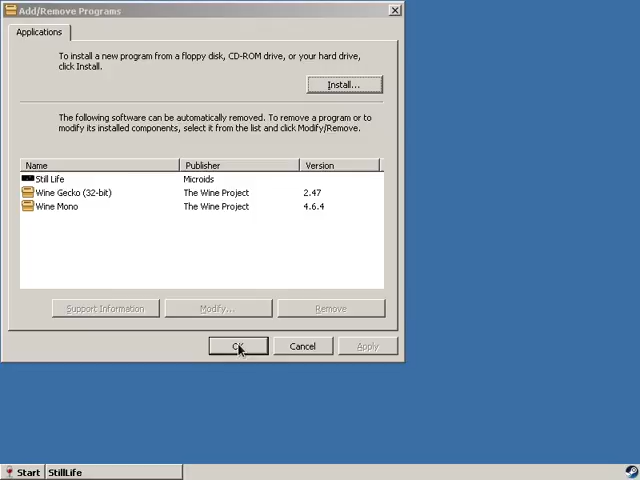 Add/Remove Programs
Applications
To install a new program from a floppy disk, CD-ROM drive, or your hard drive,
click Install.
Install...
The following software can be automatically removed. To remove a program or to
modify its installed components, select it from the list and click Modify/Remove.
Name Publisher Version
Still Life Microids
Wine Gecko (32-bit) The Wine Project 2.47
Wine Mono The Wine Project 4.6.4
Support Information Modify... Remove
OK Cancel Apply
Start StillLife